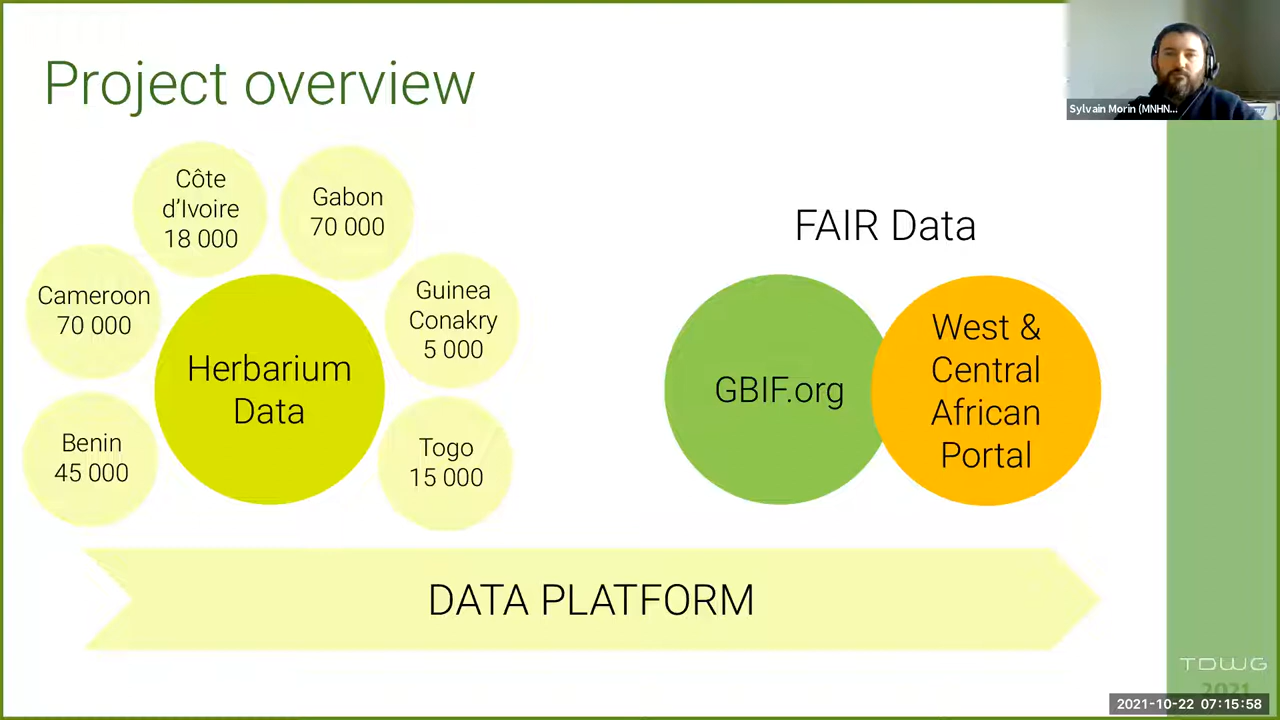 Project overview
Sylvain Morin (MNHN...
Côte
d’Ivoire
18 000
Gabon
70 000
Cameroon
70 000
Guinea
Conakry
5 000
Herbarium
Data
Benin
45 000
Togo
15 000
FAIR Data
GBIF.org
West &
Central
African
Portal
DATA PLATFORM
TDWG
2021
2021-10-22 07:15:58